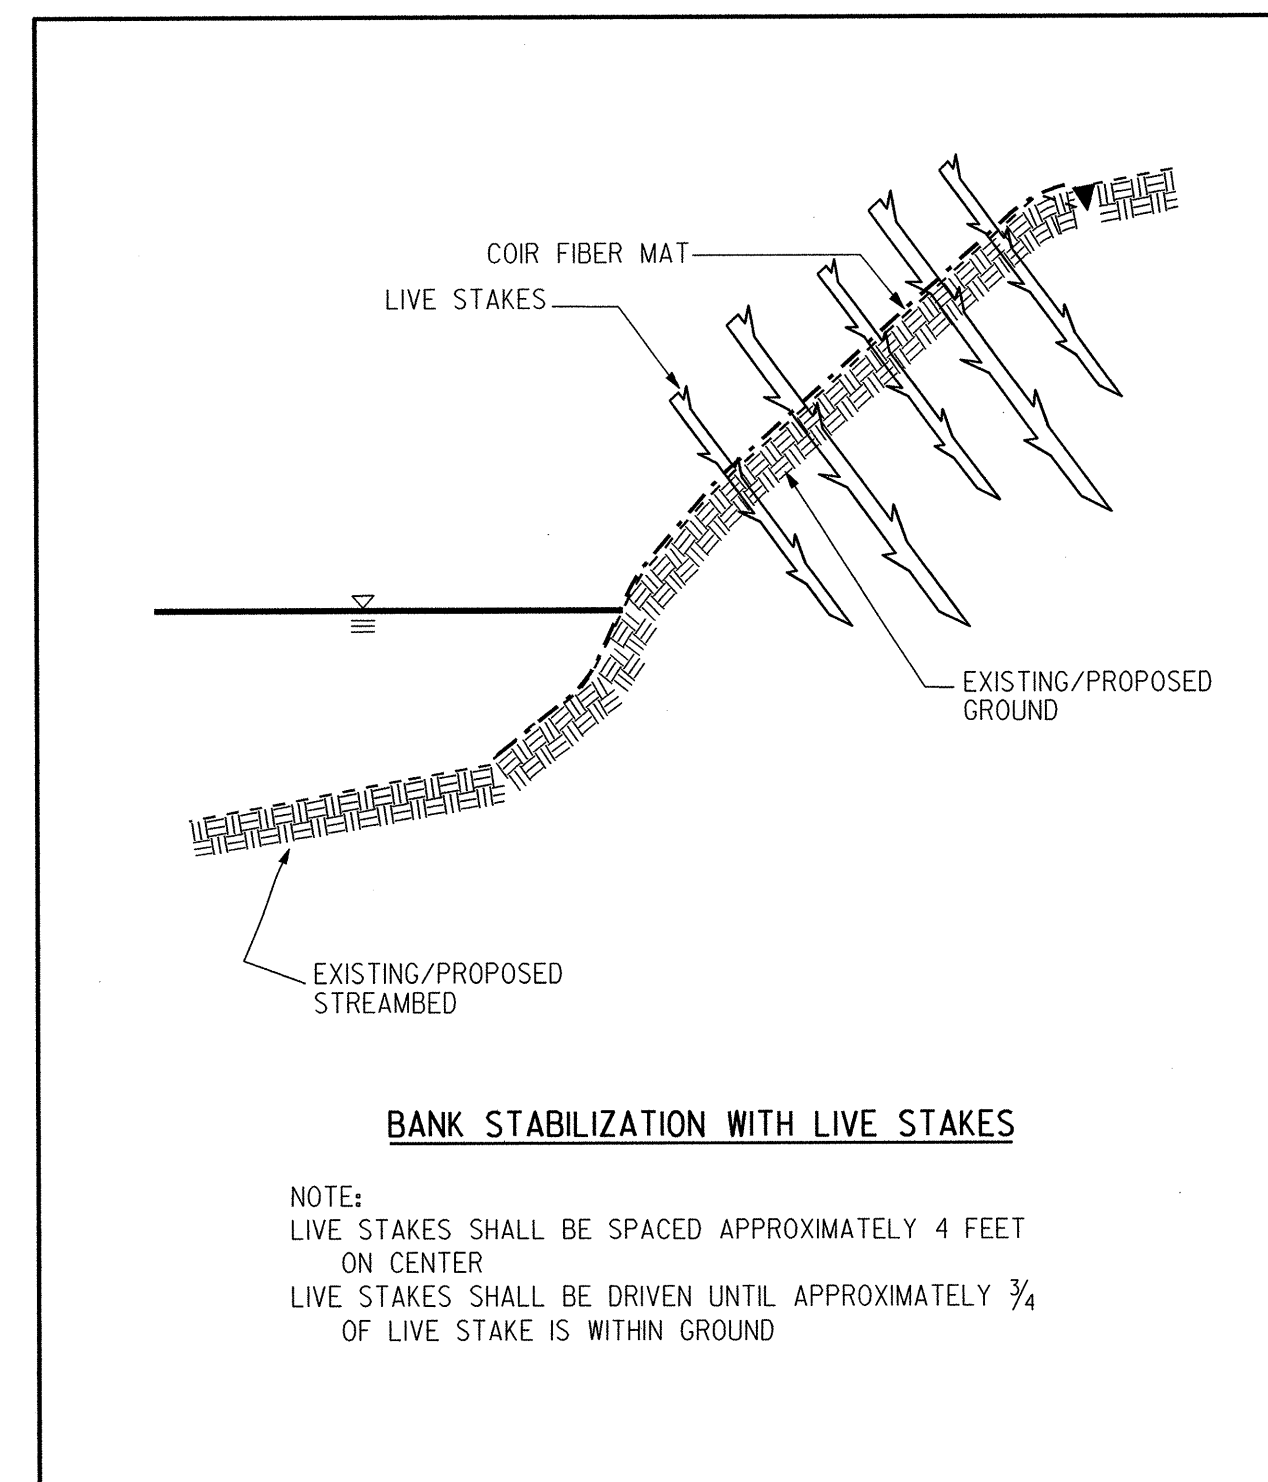 COIR FIBER MAT
LIVE STAKES
EXISTING/PROPOSED
GROUND
EXISTING/PROPOSED
STREAMBED
BANK STABILIZATION WITH LIVE STAKES
NOTE:
LIVE STAKES SHALL BE SPACED APPROXIMATELY 4 FEET
ON CENTER
LIVE STAKES SHALL BE DRIVEN UNTIL APPROXIMATELY 3/4
OF LIVE STAKE IS WITHIN GROUND